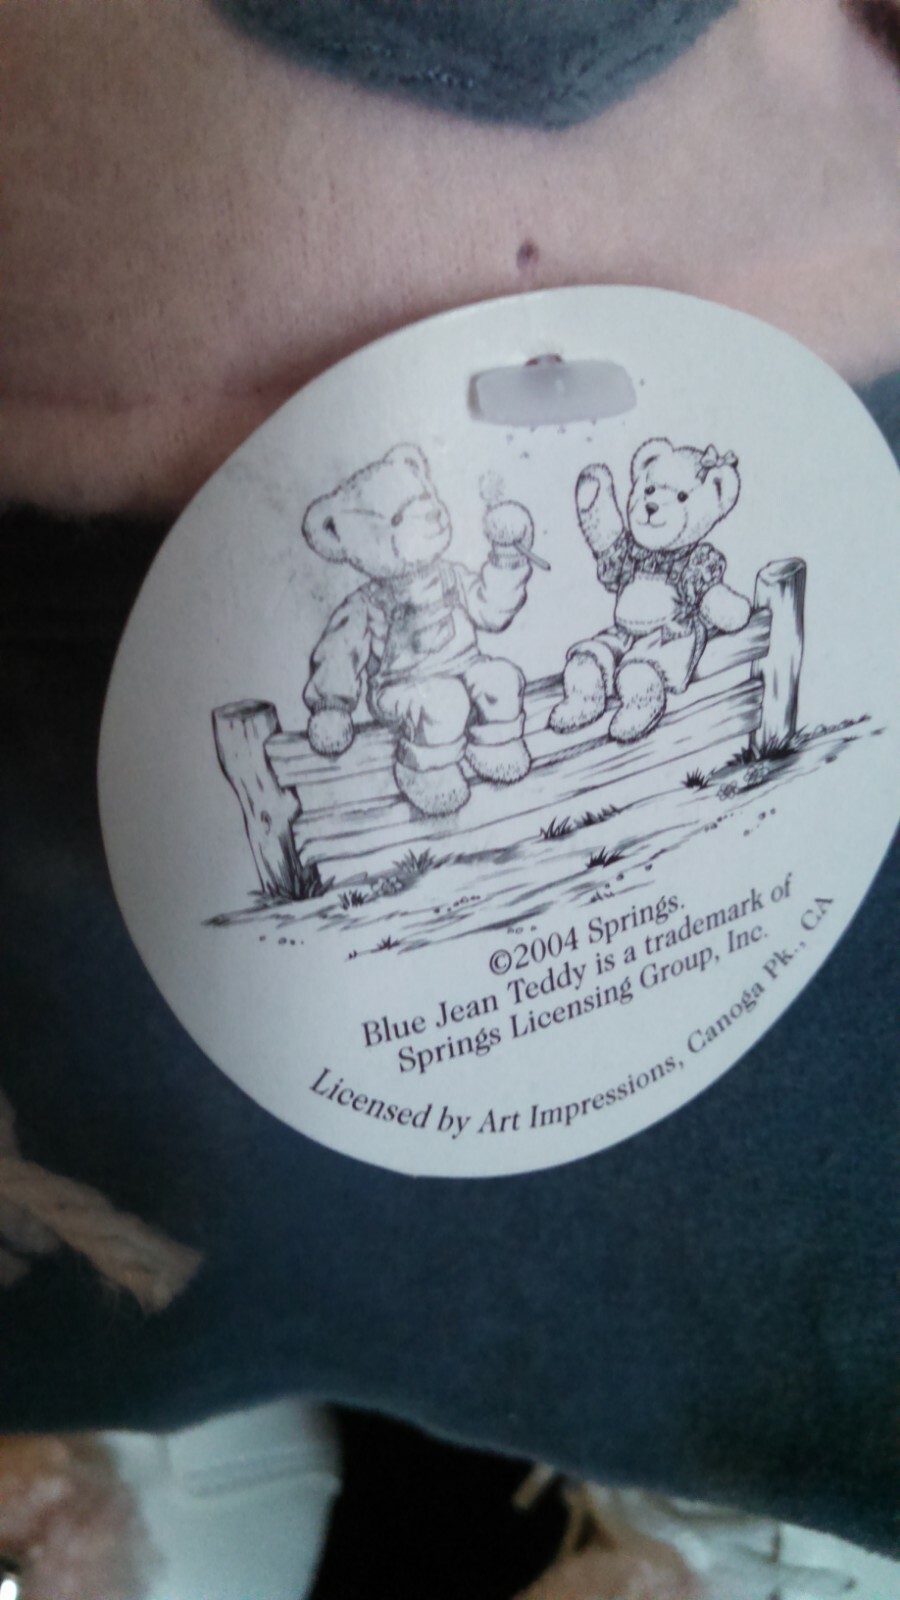 ©2004 Springs.
Blue Jean Teddy is a trademark of
Springs Licensing Group, Inc.
Licensed by Art Impressions, Canoga Pk., CA